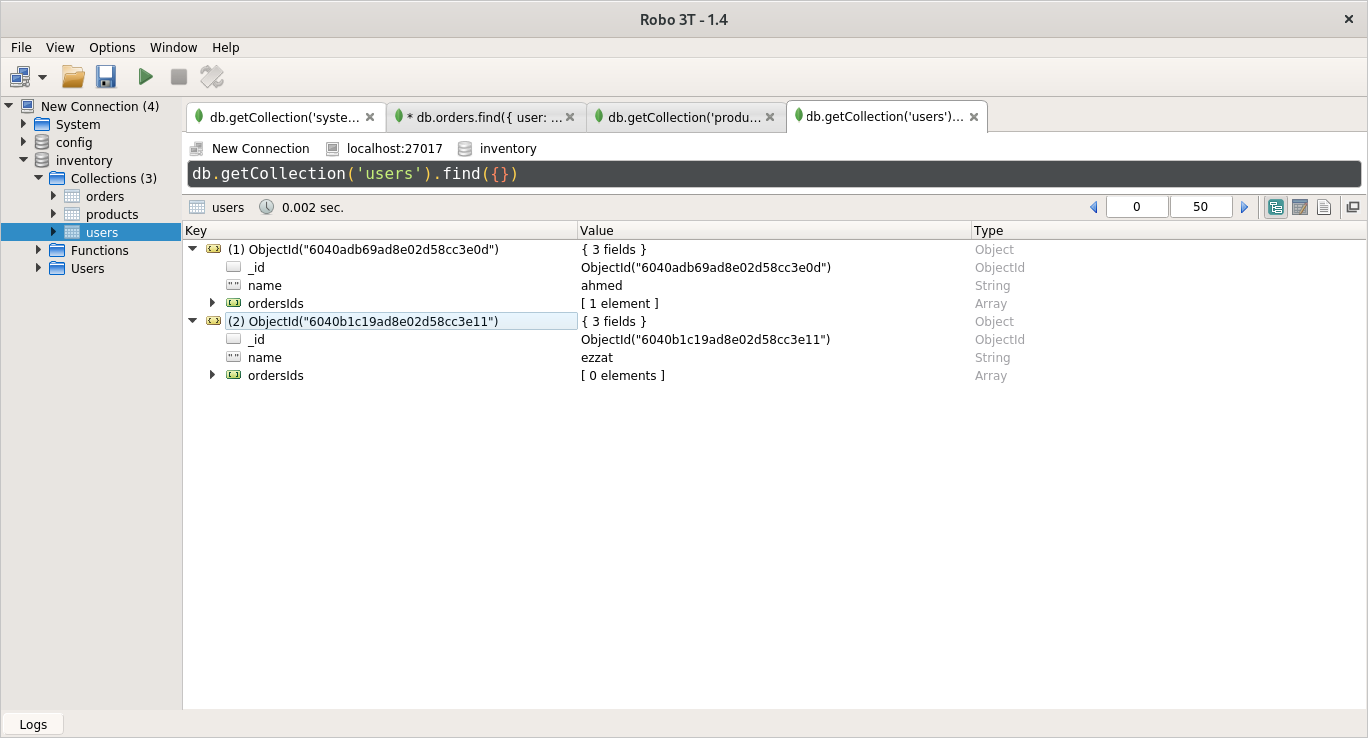 Robo 3T - 1.4
File View Options Window Help
New Connection (4)
System
config
inventory
Collections (3)
orders
products
users
Functions
Users
db.getCollection('syste... * db.orders.find({ user: ... db.getCollection('produ... db.getCollection('users')...
New Connection localhost:27017 inventory
db.getCollection('users').find({})
users 0.002 sec. 0 50
Key Value Type
(1) ObjectId("6040adb69ad8e02d58cc3e0d") { 3 fields } Object
_id ObjectId("6040adb69ad8e02d58cc3e0d") ObjectId
name ahmed String
ordersIds [ 1 element ] Array
(2) ObjectId("6040b1c19ad8e02d58cc3e11") { 3 fields } Object
_id ObjectId("6040b1c19ad8e02d58cc3e11") ObjectId
name ezzat String
ordersIds [ 0 elements ] Array
Logs